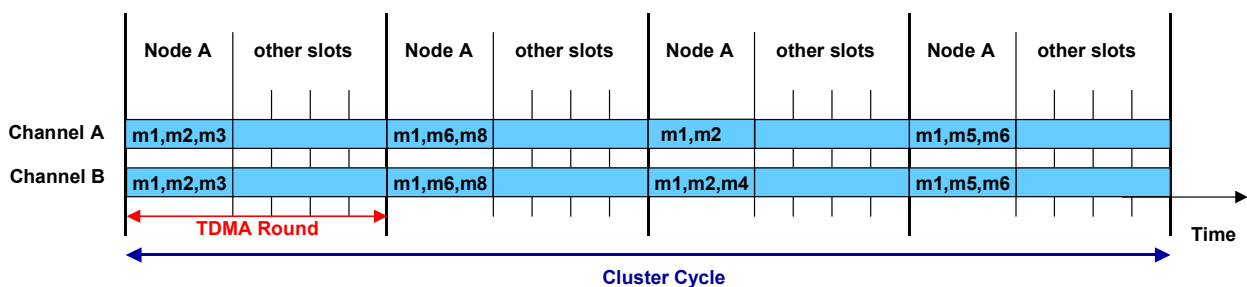 Node A other slots Node A other slots Node A other slots Node A other slots
Channel A m1,m2,m3 m1,m6,m8 m1,m2 m1,m5,m6
Channel B m1,m2,m3 m1,m6,m8 m1,m2,m4 m1,m5,m6
TDMA Round
Time
Cluster Cycle